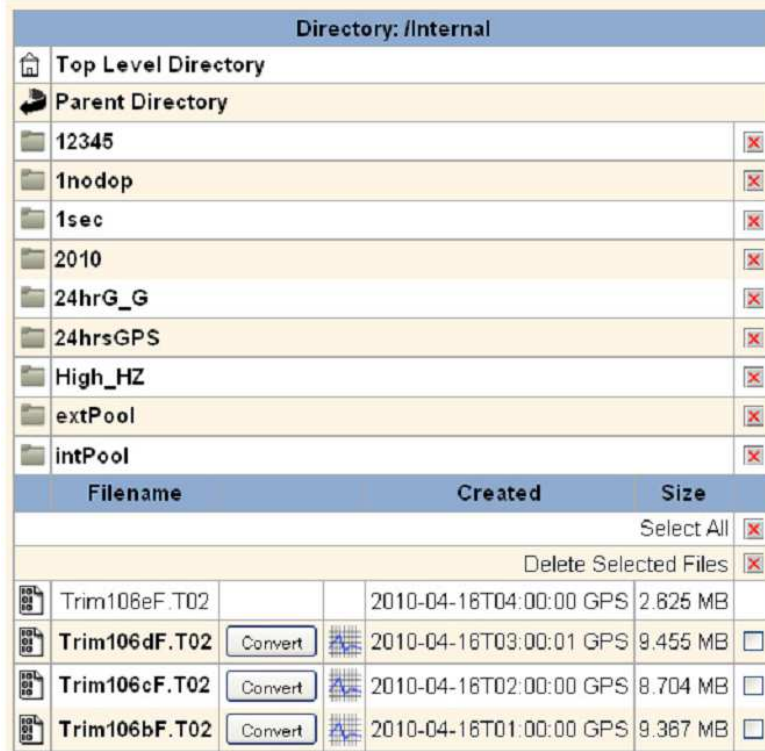 Directory: /Internal
Top Level Directory
Parent Directory
12345
1nodop
1sec
2010
24hrG_G
24hrsGPS
High_HZ
extPool
intPool
Filename Created Size
Select All
Delete Selected Files
Trim106eF.T02 2010-04-16T04:00:00 GPS 2.625 MB
Trim106dF.T02 Convert 2010-04-16T03:00:01 GPS 9.455 MB
Trim106cF.T02 Convert 2010-04-16T02:00:00 GPS 8.704 MB
Trim106bF.T02 Convert 2010-04-16T01:00:00 GPS 9.367 MB